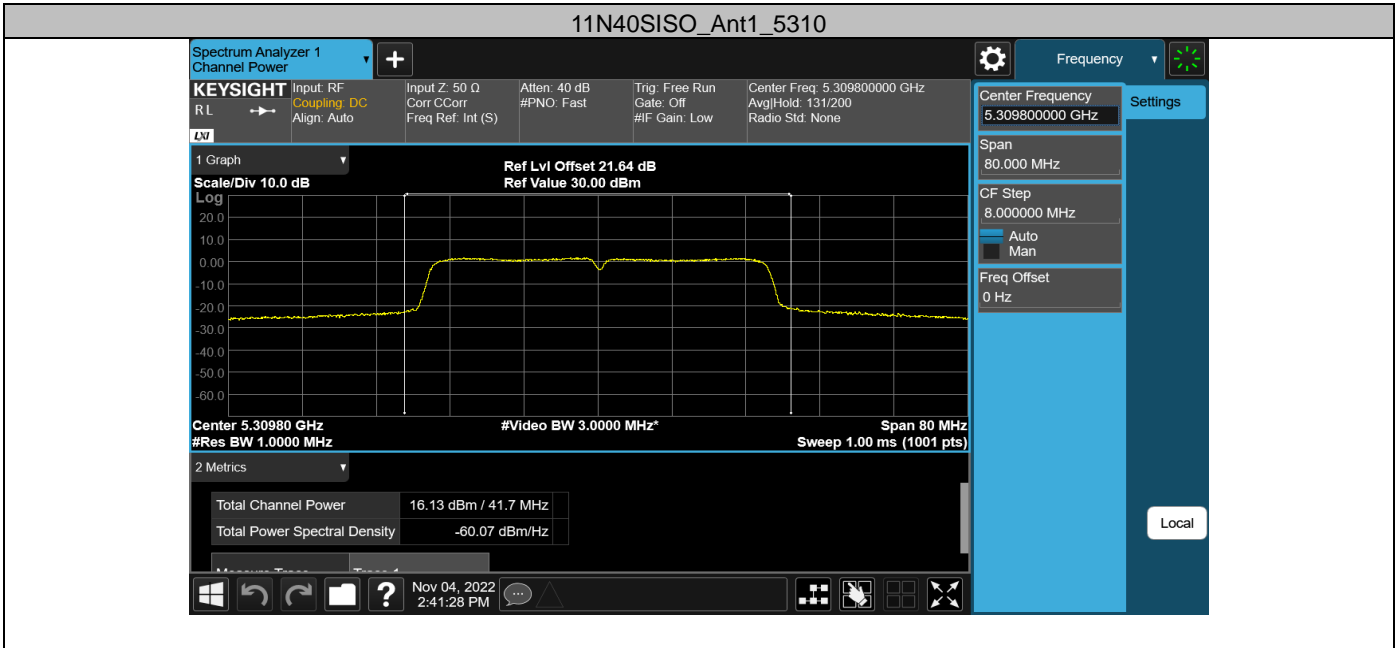 11N40SISO_Ant1_5310
Spectrum Analyzer 1
Channel Power
Frequency
KEYSIGHT
RL
LXI
Input: RF
Coupling: DC
Align: Auto
Input Z: 50 Ω
Corr CCorr
Freq Ref: Int (S)
Atten: 40 dB
#PNO: Fast
Trig: Free Run
Gate: Off
#IF Gain: Low
Center Freq: 5.309800000 GHz
Avg|Hold: 131/200
Radio Std: None
Center Frequency
5.309800000 GHz
Settings
Span
80.000 MHz
CF Step
8.000000 MHz
Auto
Man
Freq Offset
0 Hz
1 Graph
Scale/Div 10.0 dB
Ref Lvl Offset 21.64 dB
Ref Value 30.00 dBm
Log
20.0
10.0
0.00
-10.0
-20.0
-30.0
-40.0
-50.0
-60.0
Center 5.30980 GHz
#Video BW 3.0000 MHz*
Span 80 MHz
#Res BW 1.0000 MHz
Sweep 1.00 ms (1001 pts)
2 Metrics
Total Channel Power 16.13 dBm / 41.7 MHz
Total Power Spectral Density -60.07 dBm/Hz
Measure Trace Trace 1
Local
?
Nov 04, 2022
2:41:28 PM